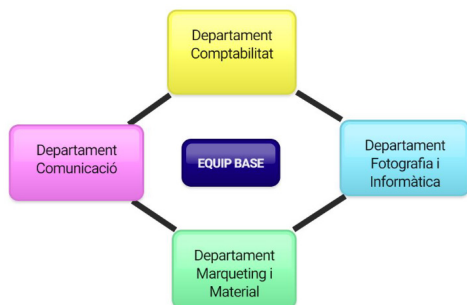 Departament
Comptabilitat
Departament
Comunicació
EQUIP BASE
Departament
Fotografia i
Informàtica
Departament
Marqueting i
Material